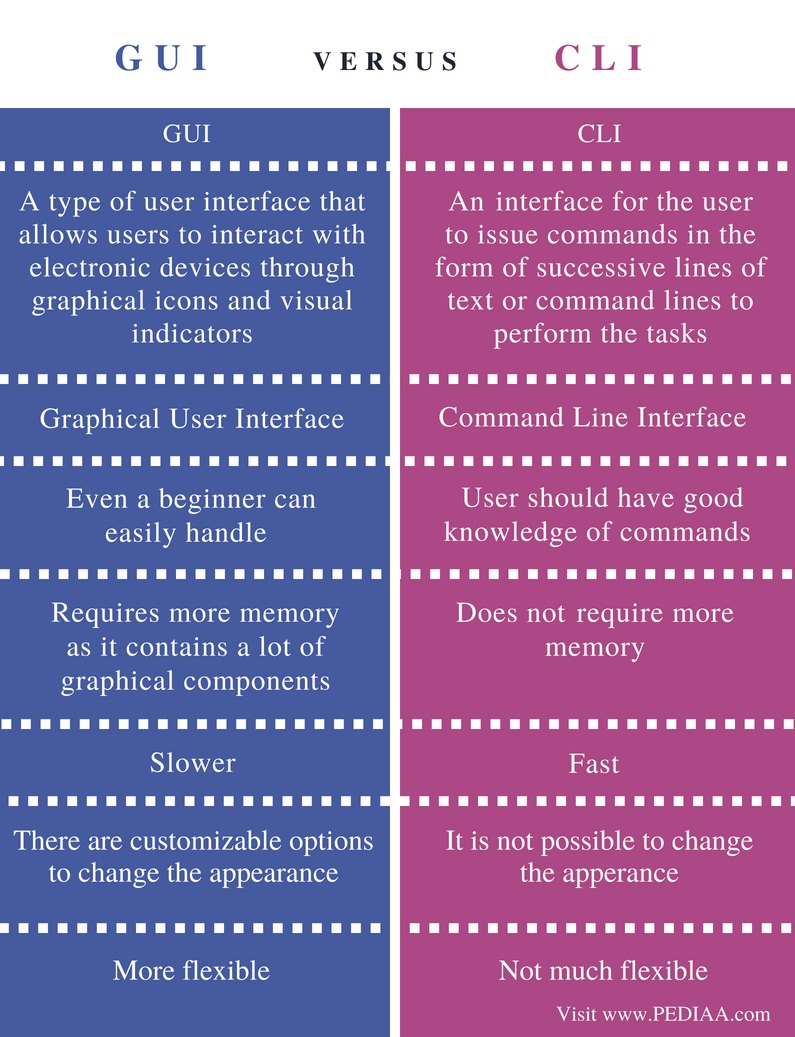 GUI VERSUS CLI
GUI
CLI
A type of user interface that
allows users to interact with
electronic devices through
graphical icons and visual
indicators
An interface for the user
to issue commands in the
form of successive lines of
text or command lines to
perform the tasks
Graphical User Interface
Command Line Interface
Even a beginner can
easily handle
User should have good
knowledge of commands
Requires more memory
as it contains a lot of
graphical components
Does not require more
memory
Slower
Fast
There are customizable options
to change the appearance
It is not possible to change
the apperance
More flexible
Not much flexible
Visit www.PEDIAA.com